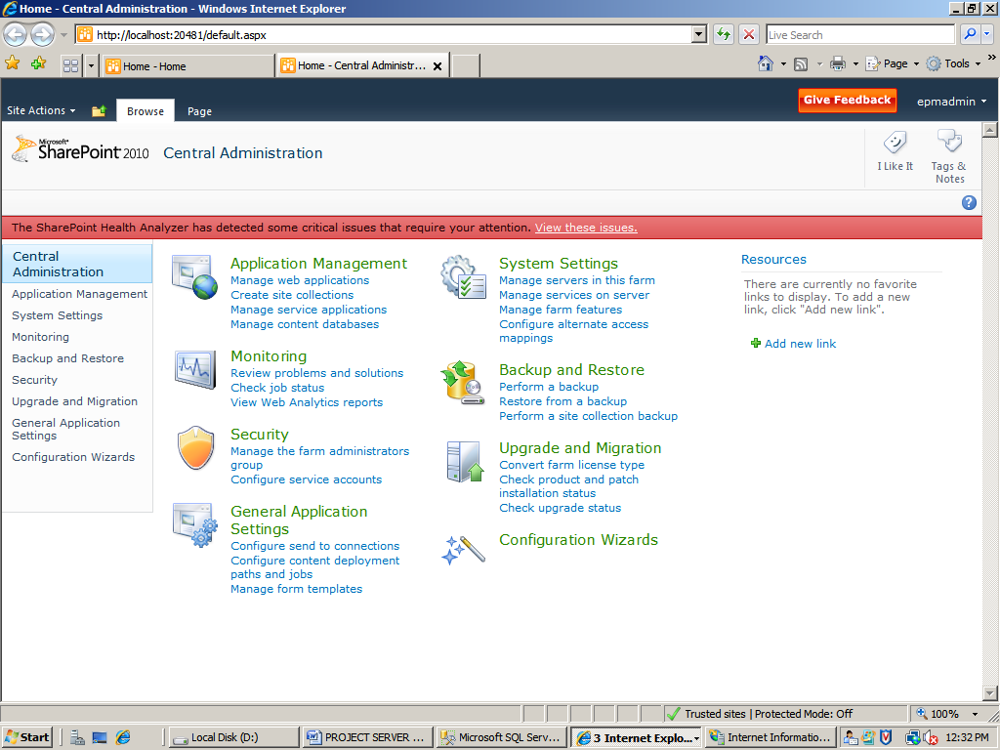 Home - Central Administration - Windows Internet Explorer
http://localhost:20481/default.aspx
Live Search
Home - Home
Home - Central Administr...
Page
Tools
Site Actions
Browse
Page
Give Feedback
epmadmin
Microsoft
SharePoint 2010
Central Administration
I Like It
Tags &
Notes
The SharePoint Health Analyzer has detected some critical issues that require your attention. View these issues.
Central
Administration
Application Management
System Settings
Monitoring
Backup and Restore
Security
Upgrade and Migration
General Application
Settings
Configuration Wizards
Application Management
Manage web applications
Create site collections
Manage service applications
Manage content databases
Monitoring
Review problems and solutions
Check job status
View Web Analytics reports
Security
Manage the farm administrators
group
Configure service accounts
General Application
Settings
Configure send to connections
Configure content deployment
paths and jobs
Manage form templates
System Settings
Manage servers in this farm
Manage services on server
Manage farm features
Configure alternate access
mappings
Backup and Restore
Perform a backup
Restore from a backup
Perform a site collection backup
Upgrade and Migration
Convert farm license type
Check product and patch
installation status
Check upgrade status
Configuration Wizards
Resources
There are currently no favorite
links to display. To add a new
link, click "Add new link".
Add new link
Trusted sites | Protected Mode: Off
100%
Start
Local Disk (D:)
PROJECT SERVER ...
Microsoft SQL Serv...
3 Internet Explo...
Internet Informatio...
12:32 PM